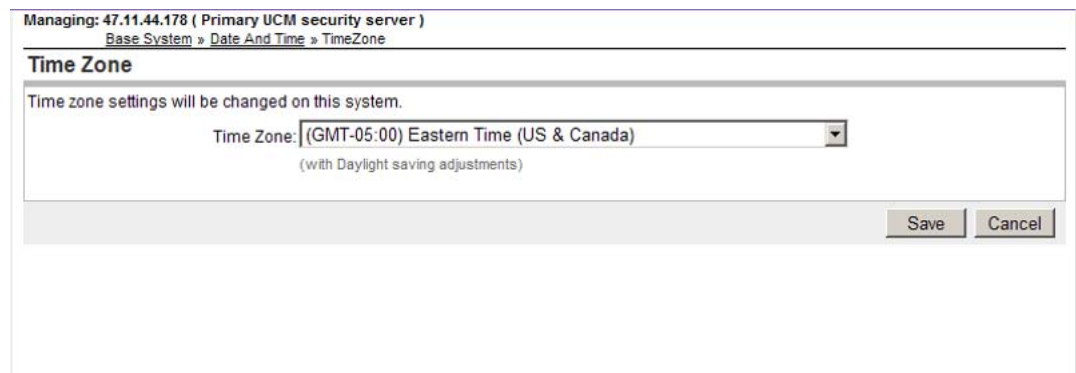 Managing: 47.11.44.178 ( Primary UCM security server )
Base System » Date And Time » TimeZone
Time Zone
Time zone settings will be changed on this system.
Time Zone: (GMT-05:00) Eastern Time (US & Canada)
(with Daylight saving adjustments)
Save Cancel